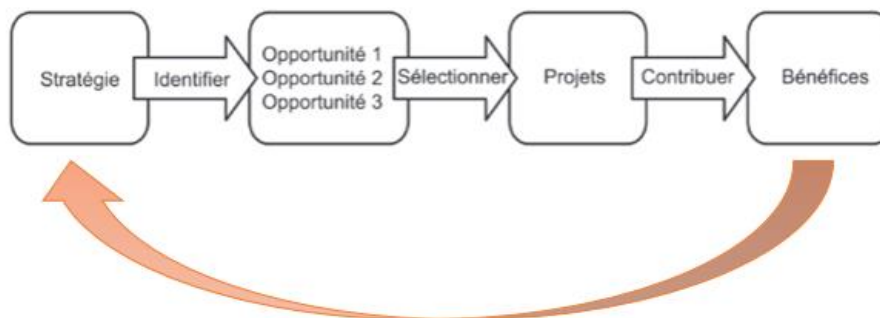 Stratégie
Identifier
Opportunité 1
Opportunité 2
Opportunité 3
Sélectionner
Projets
Contribuer
Bénéfices